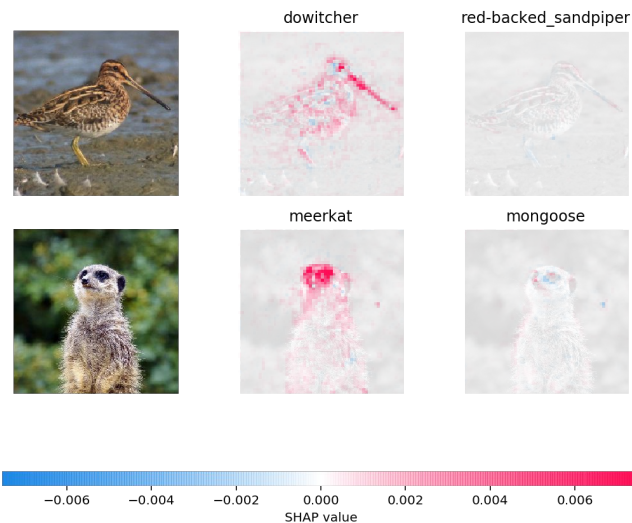 dowitcher
red-backed_sandpiper
meerkat
mongoose
−0.006 −0.004 −0.002 0.000 0.002 0.004 0.006
SHAP value